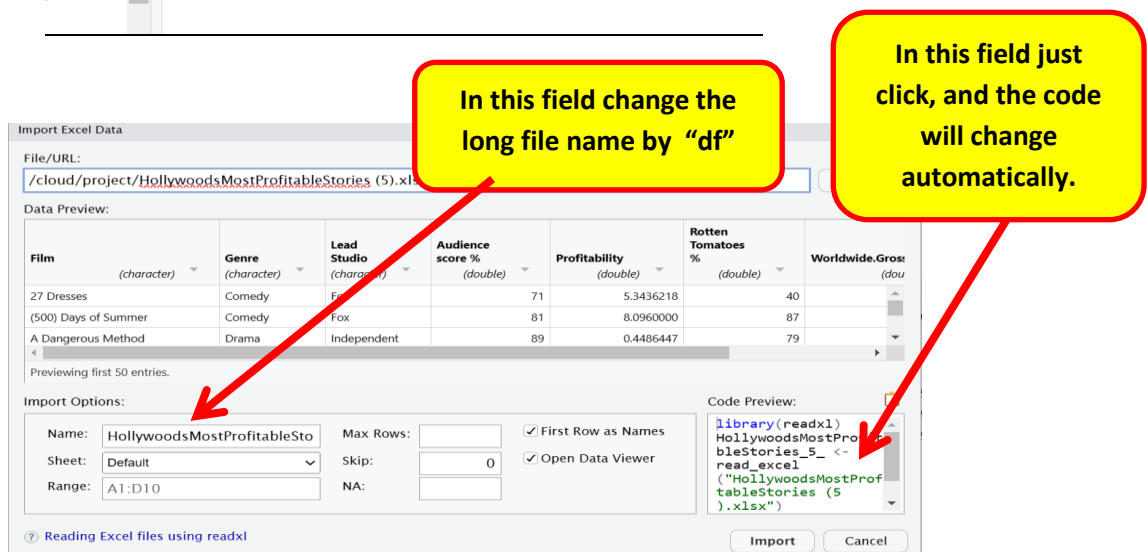 In this field just
click, and the code
will change
automatically.
In this field change the
long file name by “df”
Import Excel Data
File/URL:
/cloud/project/HollywoodsMostProfitableStories (5).xls
Data Preview:
Film (character) Genre (character) Lead Studio (character) Audience score % (double) Profitability (double) Rotten Tomatoes % (double) Worldwide.Gross (dou
27 Dresses Comedy Fox 71 5.3436218 40
(500) Days of Summer Comedy Fox 81 8.0960000 87
A Dangerous Method Drama Independent 89 0.4486447 79
Previewing first 50 entries.
Import Options:
Name: HollywoodsMostProfitableSto
Sheet: Default
Range: A1:D10
Max Rows:
Skip: 0
NA:
First Row as Names
Open Data Viewer
Code Preview:
library(readxl)
HollywoodsMostProfit
bleStories_5_ <-
read_excel
("HollywoodsMostProf
tableStories (5
).xlsx")
Reading Excel files using readxl
Import Cancel